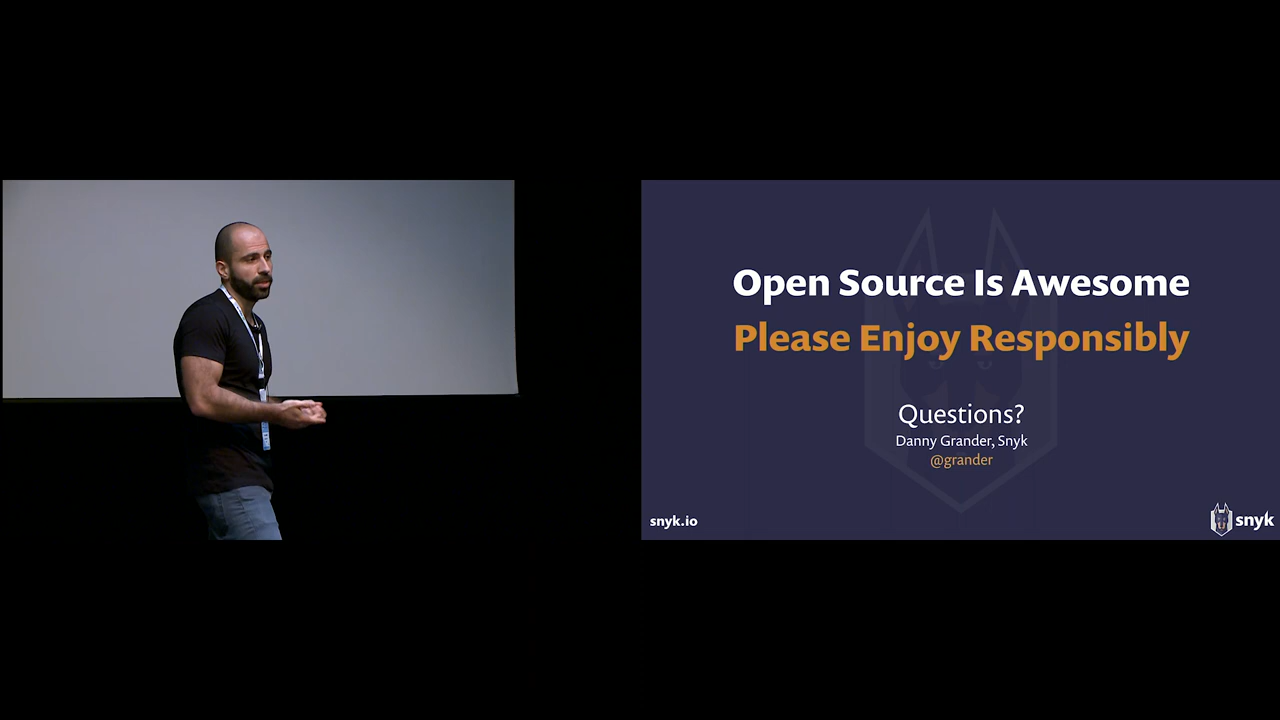 Open Source Is Awesome
Please Enjoy Responsibly
Questions?
Danny Grander, Snyk
@grander
snyk.io
snyk